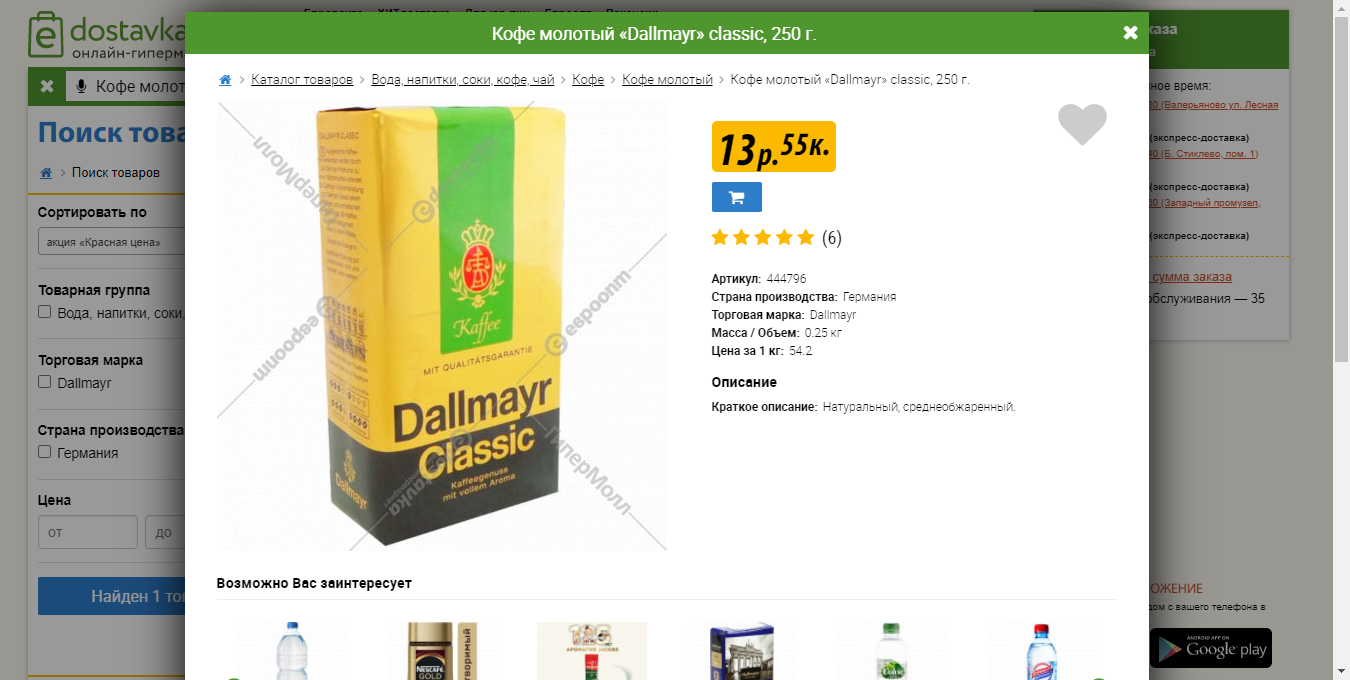 Кофе молотый «Dallmayr» classic, 250 г.
dostavka
онлайн-гиперм
Кофе молот
Поиск това
Поиск товаров
Сортировать по
акция «Красная цена»
Товарная группа
Вода, напитки, соки,
Торговая марка
Dallmayr
Страна производства
Германия
Цена
от
до
Найден 1 то
Каталог товаров
Вода, напитки, соки, кофе, чай
Кофе
Кофе молотый
Кофе молотый «Dallmayr» classic, 250 г.
Kaffee
MIT QUALITÄTSGARANTIE
Dallmayr
Classic
Kaffeegenuss
mit vollem Aroma
Dallmayr
гиперМолл
13р.55к.
(6)
Артикул: 444796
Страна производства: Германия
Торговая марка: Dallmayr
Масса / Объем: 0.25 кг
Цена за 1 кг: 54.2
Описание
Краткое описание: Натуральный, среднеобжаренный.
Возможно Вас заинтересует
NESCAFE
GOLD
каза
ное время:
30 (Валерьяново ул. Лесная
(экспресс-доставка)
(Б. Стиклево, пом. 1)
(экспресс-доставка)
30 (Западный промузел,
(экспресс-доставка)
сумма заказа
обслуживания — 35
ОЖЕНИЕ
дом с вашего телефона в
ANDROID APP ON
Google play